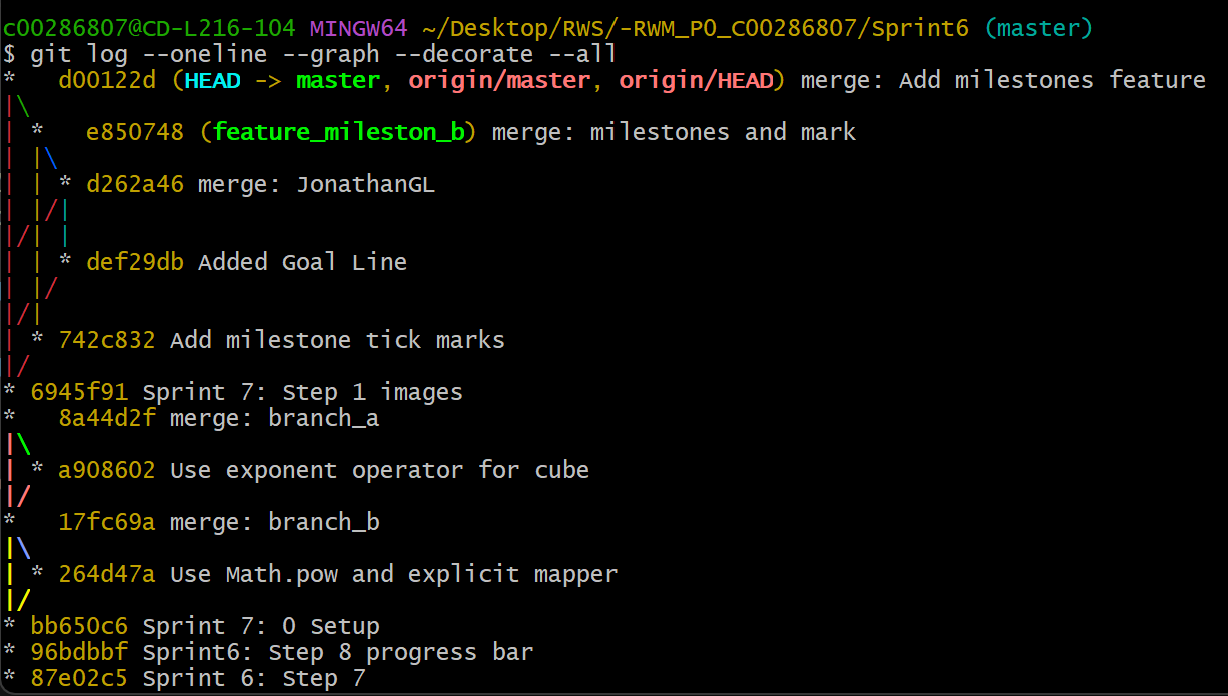 c00286807@CD-L216-104 MINGW64 ~/Desktop/RWS/-RWM_PO_C00286807/Sprint6 (master)
$ git log --oneline --graph --decorate --all
*   d00122d (HEAD -> master, origin/master, origin/HEAD) merge: Add milestones feature
|\
| *   e850748 (feature_mileston_b) merge: milestones and mark
| |\
| | * d262a46 merge: JonathanGL
| |/|
|/| |
| | * def29db Added Goal Line
| |/
|/|
| * 742c832 Add milestone tick marks
|/
* 6945f91 Sprint 7: Step 1 images
*   8a44d2f merge: branch_a
|\
| * a908602 Use exponent operator for cube
|/
*   17fc69a merge: branch_b
|\
| * 264d47a Use Math.pow and explicit mapper
|/
* bb650c6 Sprint 7: 0 Setup
* 96bdbbf Sprint6: Step 8 progress bar
* 87e02c5 Sprint 6: Step 7